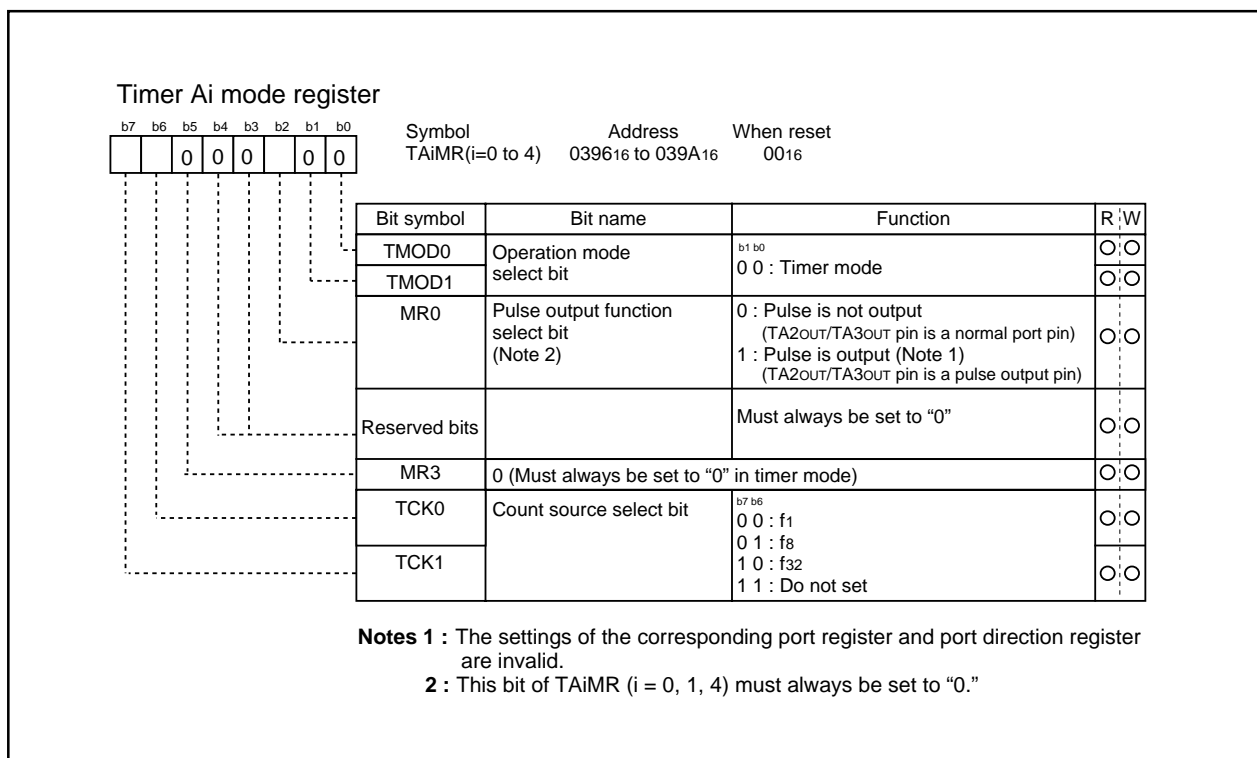 Timer Ai mode register
b7 b6 b5 b4 b3 b2 b1 b0
0 0 0 0 0
Symbol Address When reset
TAiMR(i=0 to 4) 039616 to 039A16 0016
Bit symbol Bit name Function R W
TMOD0 Operation mode select bit b1 b0
0 0 : Timer mode
TMOD1
MR0 Pulse output function
select bit
(Note 2)
0 : Pulse is not output
(TA2OUT/TA3OUT pin is a normal port pin)
1 : Pulse is output (Note 1)
(TA2OUT/TA3OUT pin is a pulse output pin)
Reserved bits Must always be set to “0”
MR3 0 (Must always be set to “0” in timer mode)
TCK0 Count source select bit b7 b6
0 0 : f1
0 1 : f8
TCK1 1 0 : f32
1 1 : Do not set
Notes 1 : The settings of the corresponding port register and port direction register
are invalid.
2 : This bit of TAiMR (i = 0, 1, 4) must always be set to “0.”